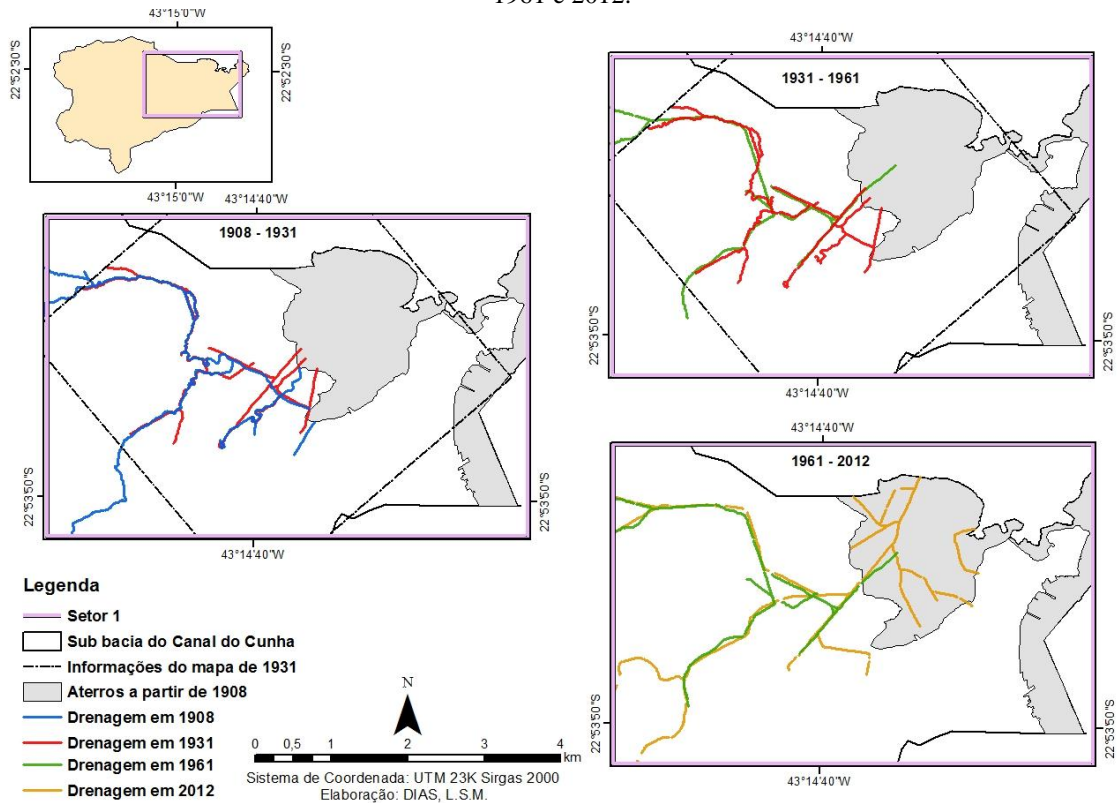 1961 e 2012.
43°15'0"W
22°52'30"S
22°52'30"S
43°15'0"W
43°14'40"W
1908 - 1931
22°53'50"S
22°53'50"S
43°14'40"W
43°14'40"W
1931 - 1961
22°53'50"S
22°53'50"S
43°14'40"W
43°14'40"W
1961 - 2012
22°53'50"S
22°53'50"S
43°14'40"W
Legenda
Setor 1
Sub bacia do Canal do Cunha
Informações do mapa de 1931
Aterros a partir de 1908
Drenagem em 1908
Drenagem em 1931
Drenagem em 1961
Drenagem em 2012
N
0 0,5 1 2 3 4
km
Sistema de Coordenada: UTM 23K Sirgas 2000
Elaboração: DIAS, L.S.M.